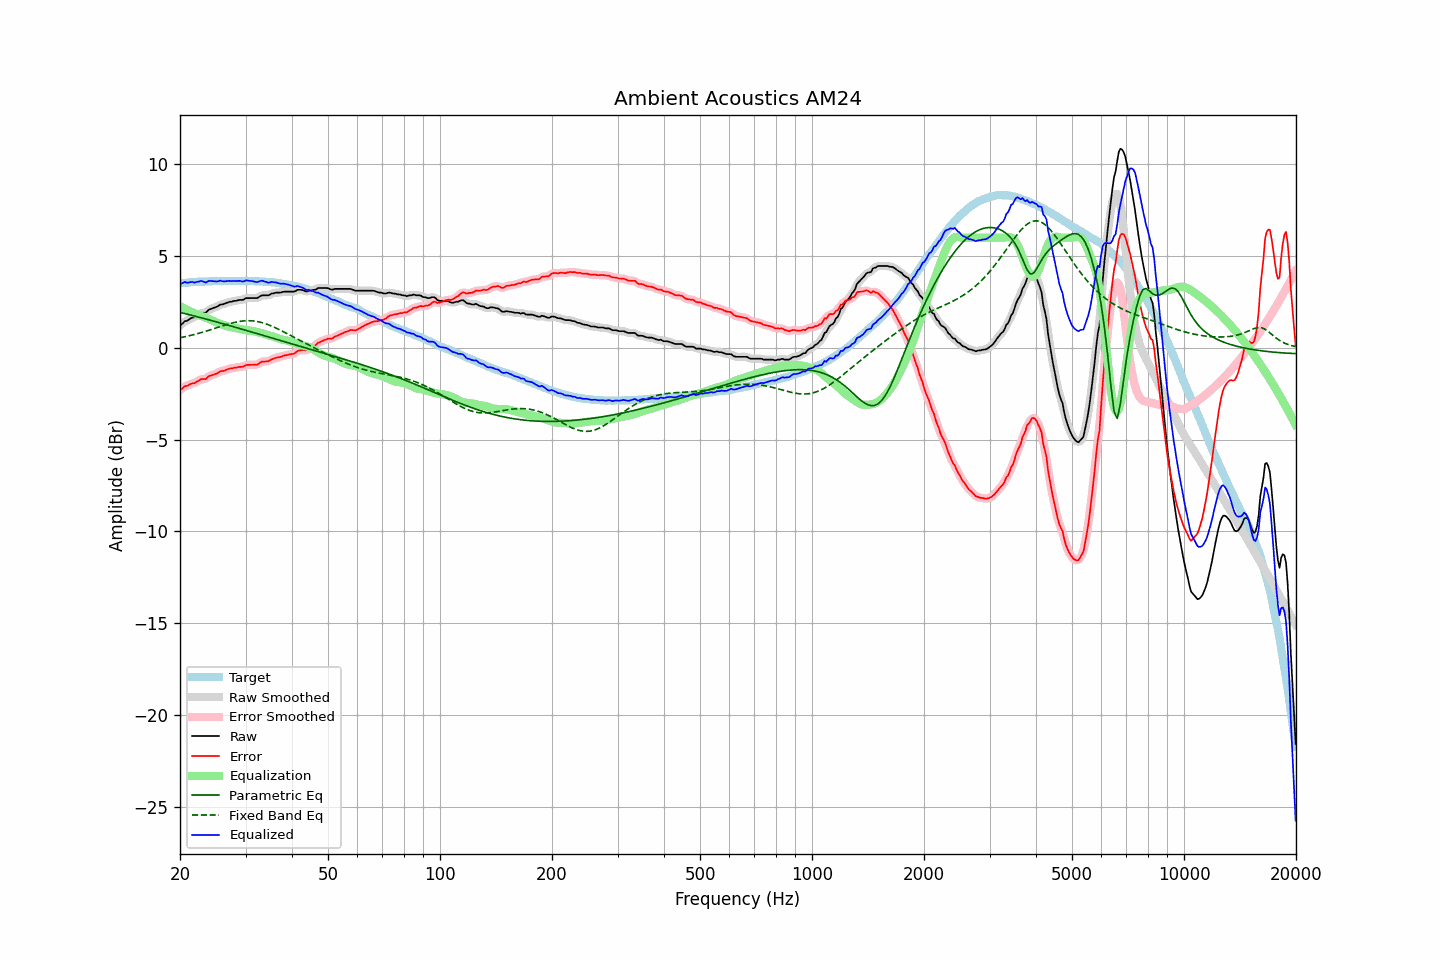 Ambient Acoustics AM24
Amplitude (dBr)
10
5
0
−5
−10
−15
−20
−25
Target
Raw Smoothed
Error Smoothed
Raw
Error
Equalization
Parametric Eq
Fixed Band Eq
Equalized
20 50 100 200 500 1000 2000 5000 10000 20000
Frequency (Hz)